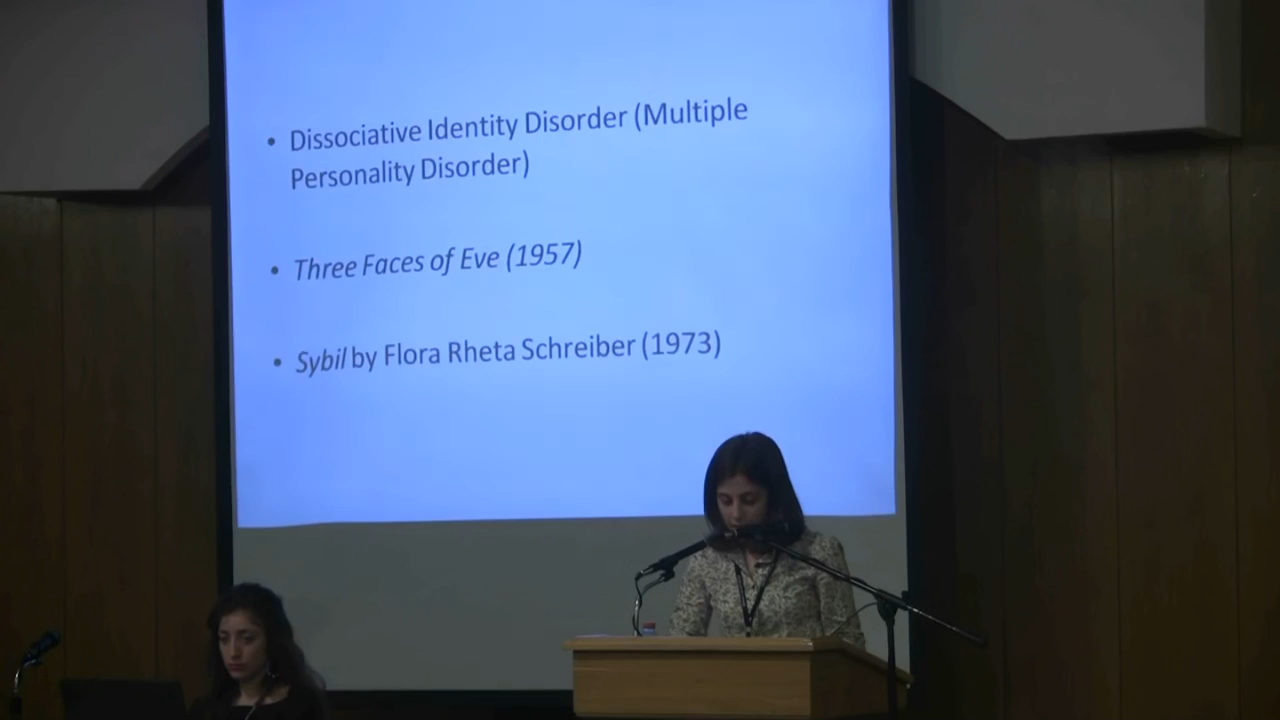 • Dissociative Identity Disorder (Multiple
Personality Disorder)
• Three Faces of Eve (1957)
• Sybil by Flora Rheta Schreiber (1973)